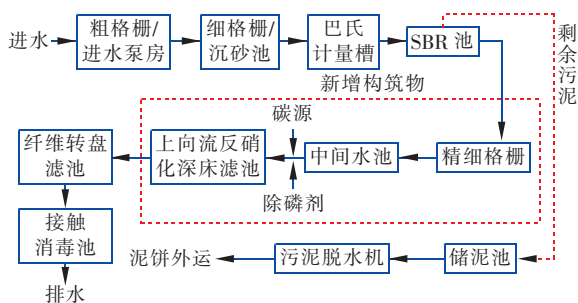 进水
粗格栅/
进水泵房
细格栅/
沉砂池
巴氏
计量槽
SBR 池
剩余污泥
新增构筑物
碳源
纤维转盘
滤池
上向流反硝
化深床滤池
中间水池
精细格栅
除磷剂
接触
消毒池
泥饼外运
污泥脱水机
储泥池
排水